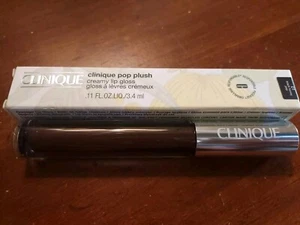 CLINIQUE
clinique pop plush
creamy lip gloss
gloss à lèvres crémeux
.11 FL.OZ.LIQ./3.4 ml
CLINIQUE